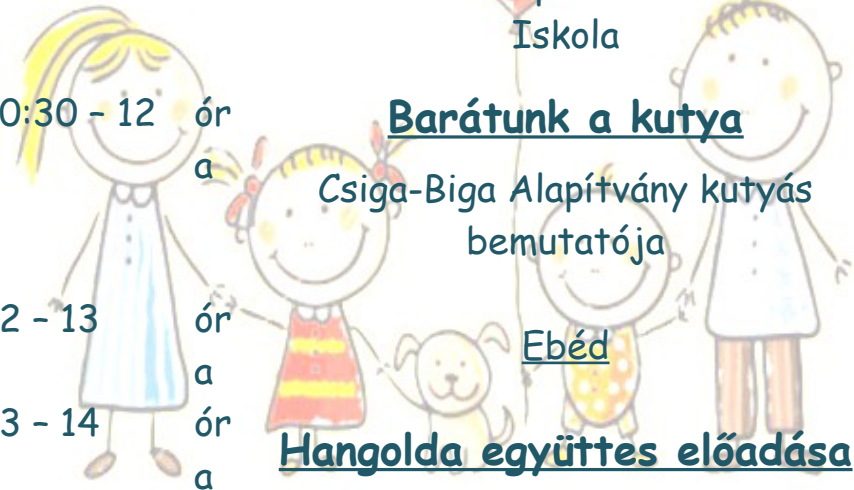 Iskola
0:30 – 12 ór
a
Barátunk a kutya
Csiga-Biga Alapítvány kutyás
bemutatója
2 – 13 ór
a
Ebéd
3 – 14 ór
a
Hangolda együttes előadása